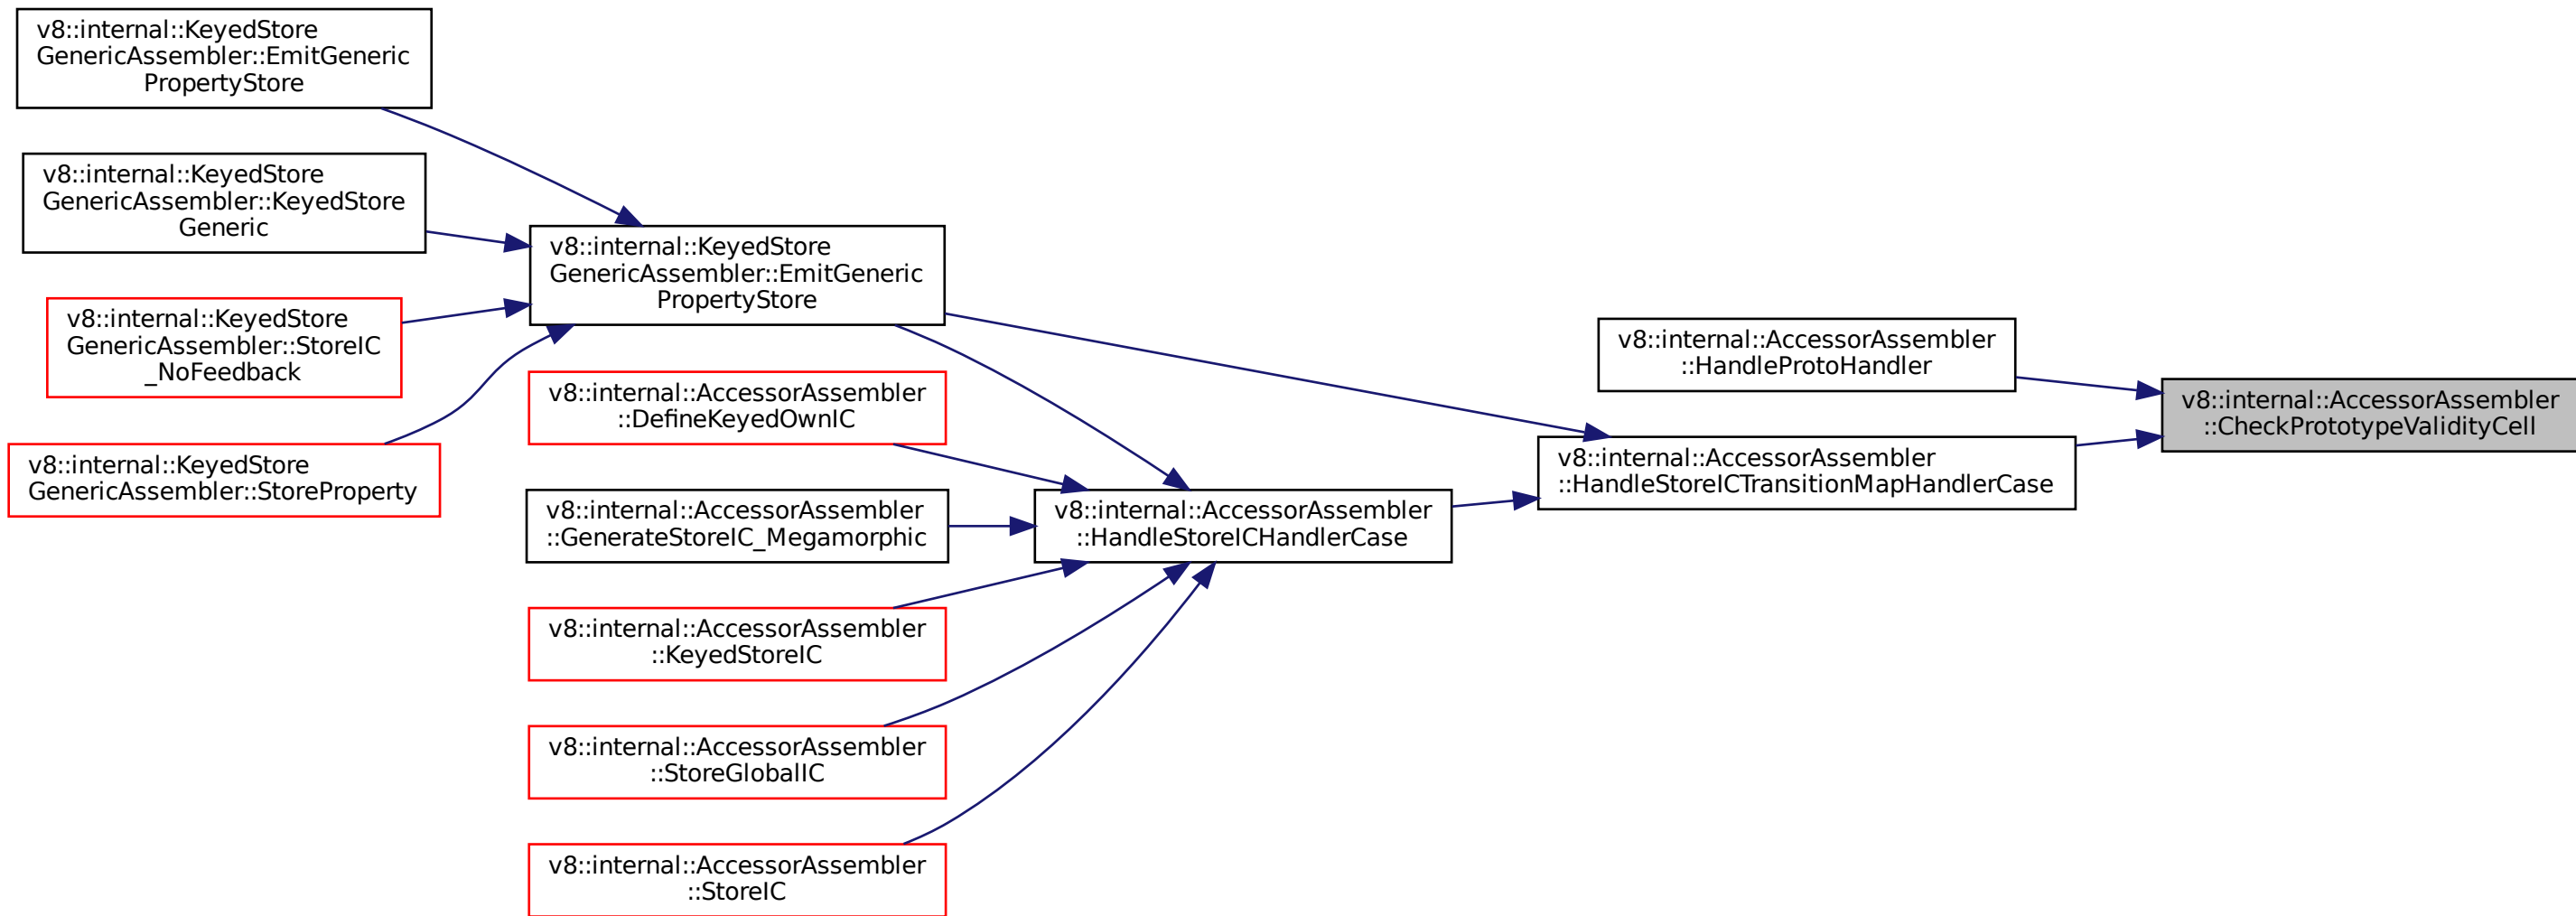 v8::internal::KeyedStore
GenericAssembler::EmitGeneric
PropertyStore
v8::internal::KeyedStore
GenericAssembler::KeyedStore
Generic
v8::internal::KeyedStore
GenericAssembler::StoreIC
_NoFeedback
v8::internal::KeyedStore
GenericAssembler::StoreProperty
v8::internal::KeyedStore
GenericAssembler::EmitGeneric
PropertyStore
v8::internal::AccessorAssembler
::DefineKeyedOwnIC
v8::internal::AccessorAssembler
::GenerateStoreIC_Megamorphic
v8::internal::AccessorAssembler
::KeyedStoreIC
v8::internal::AccessorAssembler
::StoreGlobalIC
v8::internal::AccessorAssembler
::StoreIC
v8::internal::AccessorAssembler
::HandleStoreICHandlerCase
v8::internal::AccessorAssembler
::HandleProtoHandler
v8::internal::AccessorAssembler
::HandleStoreICTransitionMapHandlerCase
v8::internal::AccessorAssembler
::CheckPrototypeValidityCell